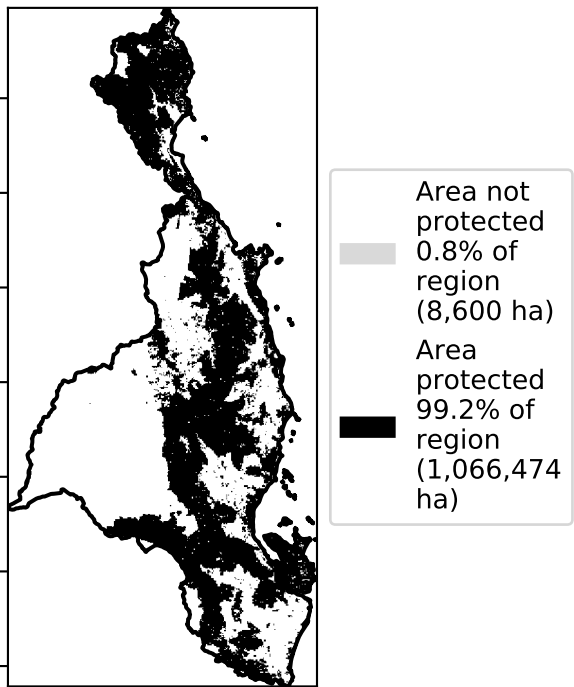 Area not
protected
0.8% of
region
(8,600 ha)
Area
protected
99.2% of
region
(1,066,474
ha)